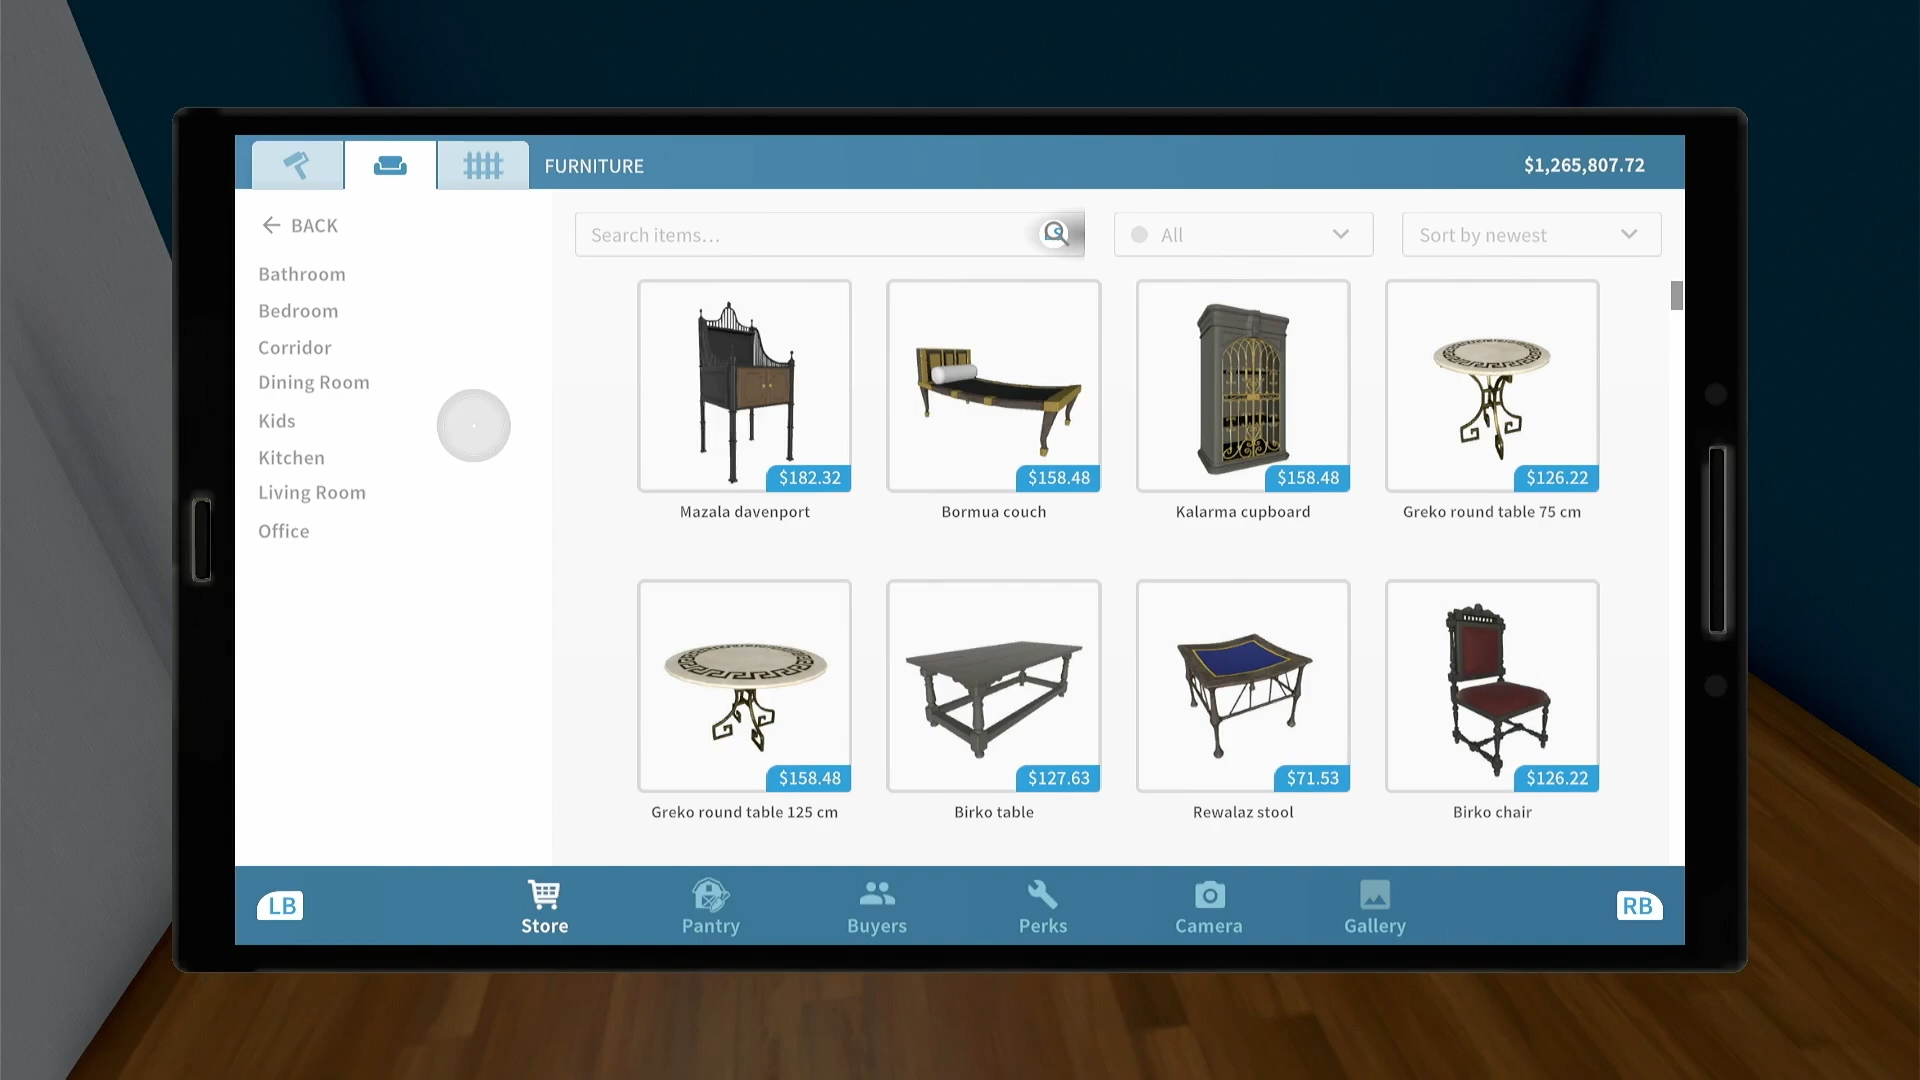 FURNITURE
$1,265,807.72
BACK
Search items...
LS
All
Sort by newest
Bathroom
Bedroom
Corridor
Dining Room
Kids
Kitchen
Living Room
Office
$182.32
$158.48
$158.48
$126.22
Mazala davenport
Bormua couch
Kalarma cupboard
Greko round table 75 cm
$158.48
$127.63
$71.53
$126.22
Greko round table 125 cm
Birko table
Rewalaz stool
Birko chair
LB
Store
Pantry
Buyers
Perks
Camera
Gallery
RB